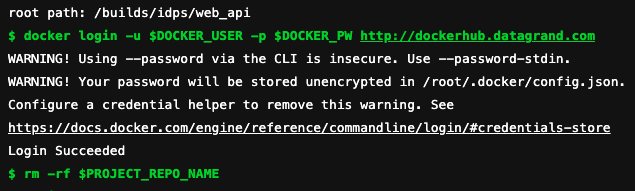 root path: /builds/idps/web_api
$ docker login -u $DOCKER_USER -p $DOCKER_PW http://dockerhub.datagrand.com
WARNING! Using --password via the CLI is insecure. Use --password-stdin.
WARNING! Your password will be stored unencrypted in /root/.docker/config.json.
Configure a credential helper to remove this warning. See
https://docs.docker.com/engine/reference/commandline/login/#credentials-store
Login Succeeded
$ rm -rf $PROJECT_REPO_NAME